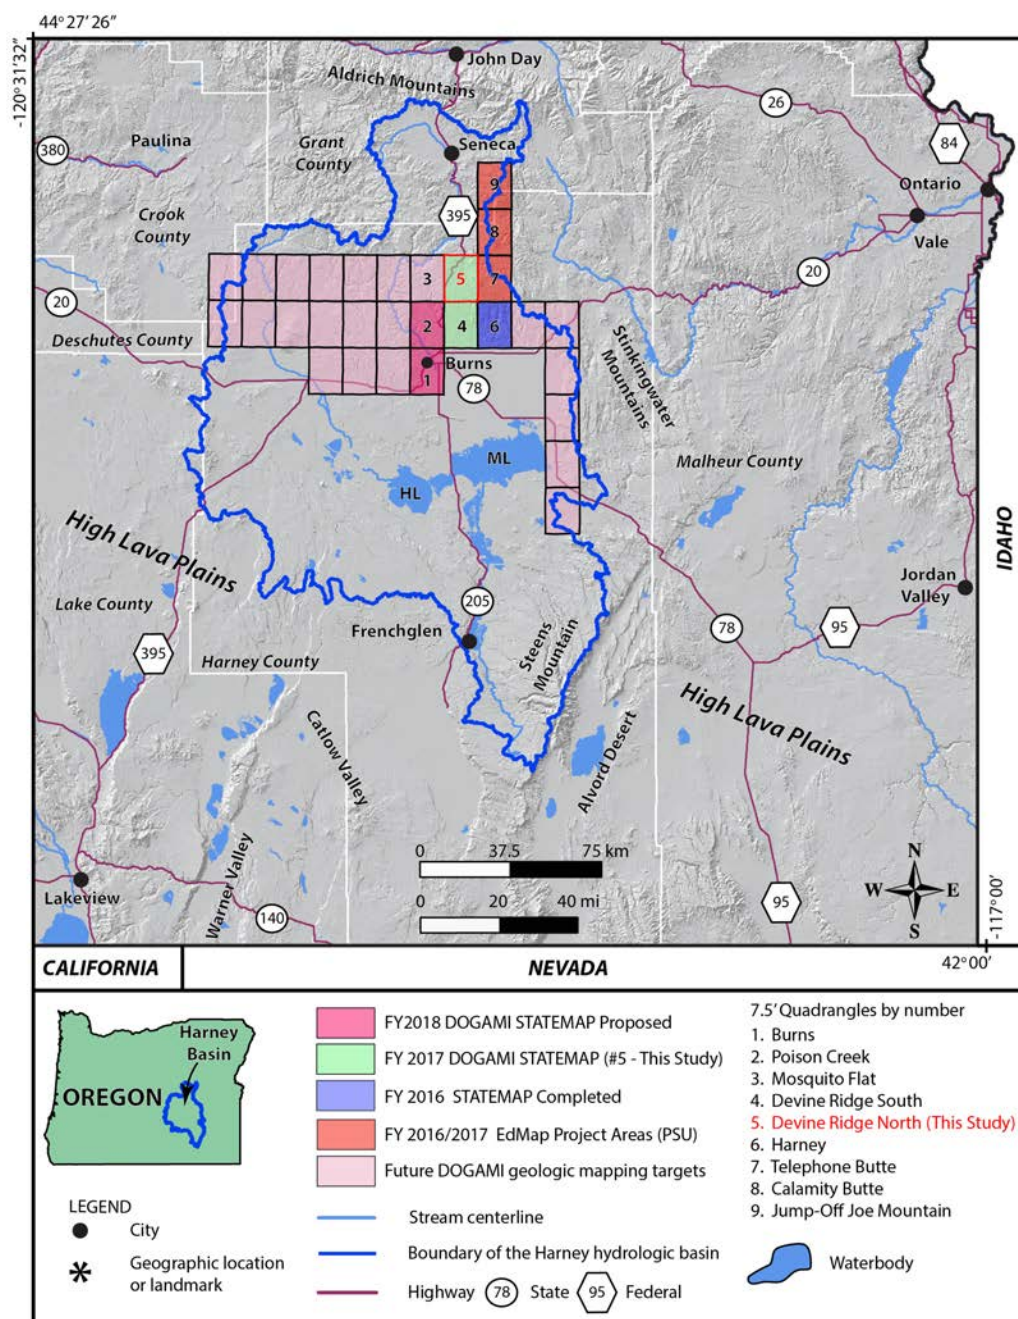 44° 27' 26"
-120° 31' 32"
John Day
Aldrich Mountains
26
Paulina
Grant
County
Seneca
84
380
9
Ontario
Crook
County
395
8
Vale
3
5
7
20
20
Deschutes County
2
4
6
Stinkingwater
Mountains
Burns
1
78
ML
Malheur County
HL
High Lava Plains
IDAHO
Lake County
205
Jordan
Valley
Frenchglen
78
95
395
Harney County
Steens
Mountain
High Lava Plains
Catlow Valley
Alvord Desert
0 37.5 75 km
Warner Valley
N
W E
S
Lakeview
0 20 40 mi
140
95
-117° 00'
42° 00'
CALIFORNIA
NEVADA
Harney
Basin
OREGON
FY2018 DOGAMI STATEMAP Proposed
FY 2017 DOGAMI STATEMAP (#5 - This Study)
FY 2016 STATEMAP Completed
FY 2016/2017 EdMap Project Areas (PSU)
Future DOGAMI geologic mapping targets
7.5' Quadrangles by number
1. Burns
2. Poison Creek
3. Mosquito Flat
4. Devine Ridge South
5. Devine Ridge North (This Study)
6. Harney
7. Telephone Butte
8. Calamity Butte
9. Jump-Off Joe Mountain
LEGEND
City
Geographic location
or landmark
Stream centerline
Boundary of the Harney hydrologic basin
Highway 78 State 95 Federal
Waterbody